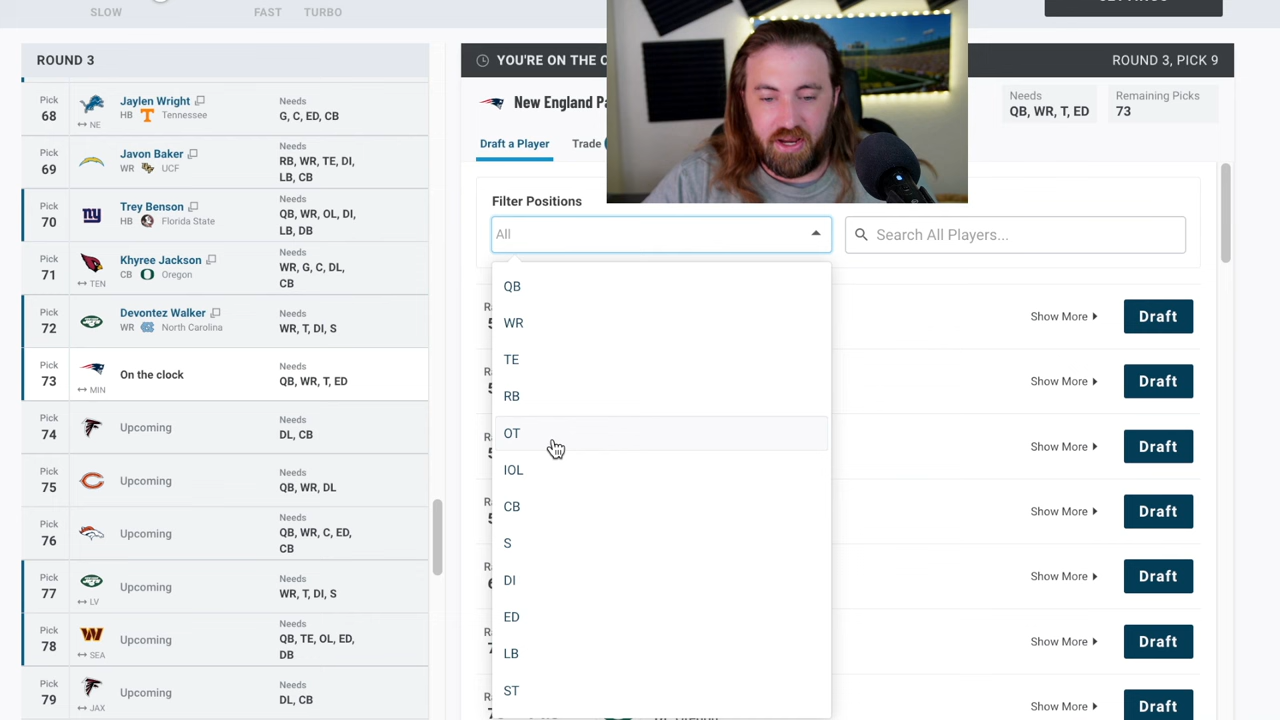 SLOW FAST TURBO
ROUND 3
Pick 68 Jaylen Wright Needs
HB Tennessee G, C, ED, CB
↔ NE
Pick 69 Javon Baker Needs
WR UCF RB, WR, TE, DI,
LB, CB
Pick 70 Trey Benson Needs
HB Florida State QB, WR, OL, DI,
LB, DB
Pick 71 Khyree Jackson Needs
CB Oregon WR, G, C, DL,
↔ TEN CB
Pick 72 Devontez Walker Needs
WR North Carolina WR, T, DI, S
Pick 73 On the clock Needs
QB, WR, T, ED
↔ MIN
Pick 74 Upcoming Needs
DL, CB
Pick 75 Upcoming Needs
QB, WR, DL
Pick 76 Upcoming Needs
QB, WR, C, ED,
CB
Pick 77 Upcoming Needs
WR, T, DI, S
↔ LV
Pick 78 Upcoming Needs
QB, TE, OL, ED,
↔ SEA DB
Pick 79 Upcoming Needs
DL, CB
↔ JAX
YOU'RE ON THE ROUND 3, PICK 9
New England Needs Remaining Picks
QB, WR, T, ED 73
Draft a Player Trade
Filter Positions
All Search All Players...
QB
WR
TE
RB
OT
IOL
CB
S
DI
ED
LB
ST
Show More Draft
Show More Draft
Show More Draft
Show More Draft
Show More Draft
Show More Draft
Show More Draft